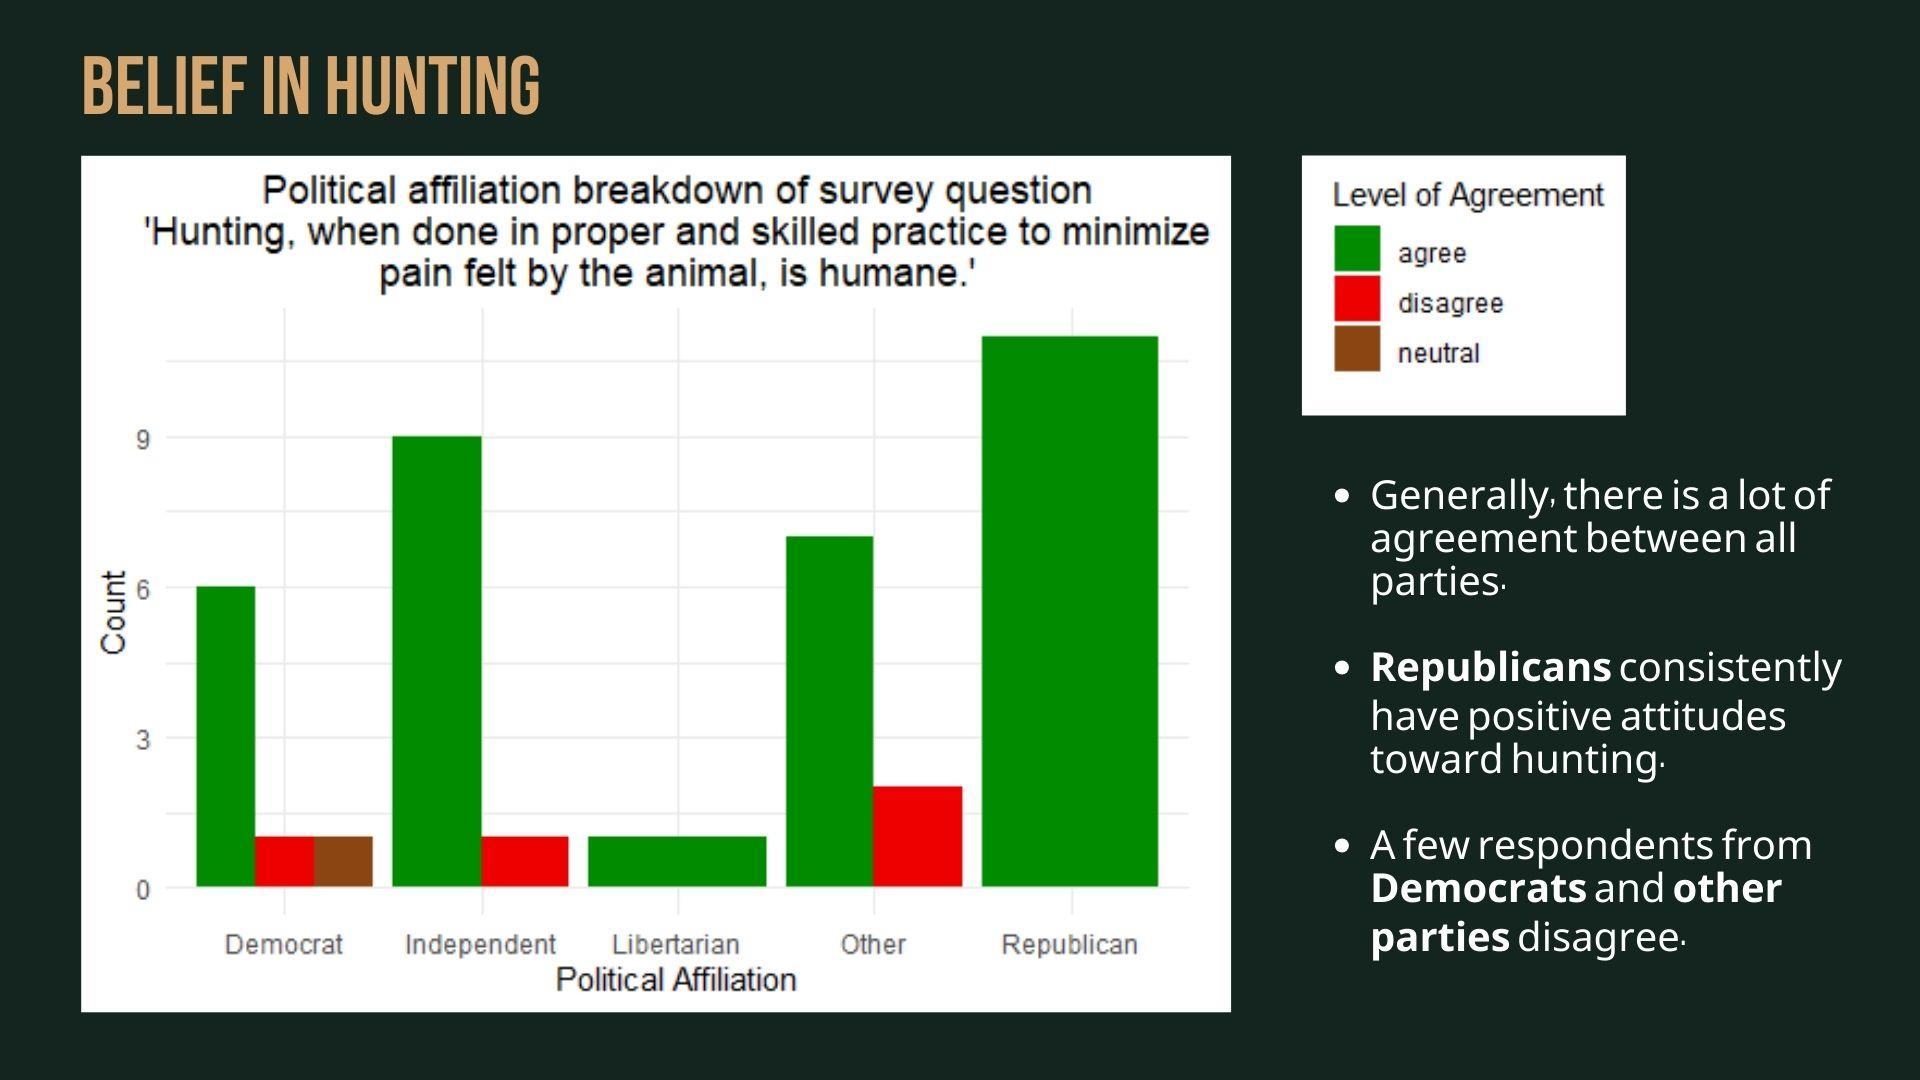 BELIEF IN HUNTING
Political affiliation breakdown of survey question
'Hunting, when done in proper and skilled practice to minimize
pain felt by the animal, is humane.'
9
6
3
0
Count
Democrat Independent Libertarian Other Republican
Political Affiliation
Level of Agreement
agree
disagree
neutral
• Generally, there is a lot of
agreement between all
parties.
• Republicans consistently
have positive attitudes
toward hunting.
• A few respondents from
Democrats and other
parties disagree.